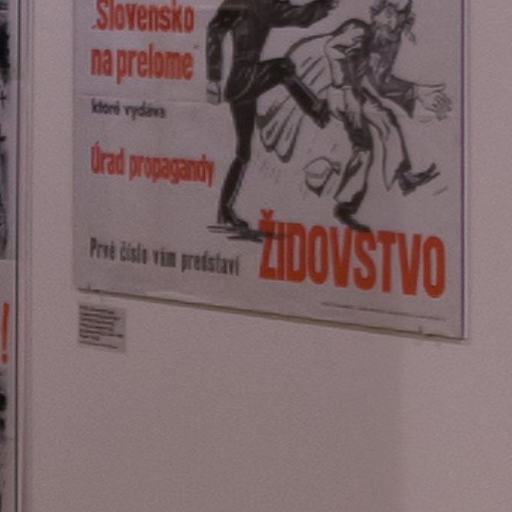 „Slovensko
na prelome"
ktoré vydáva
Úrad propagandy
Prvé číslo vám predstaví
ŽIDOVSTVO
!